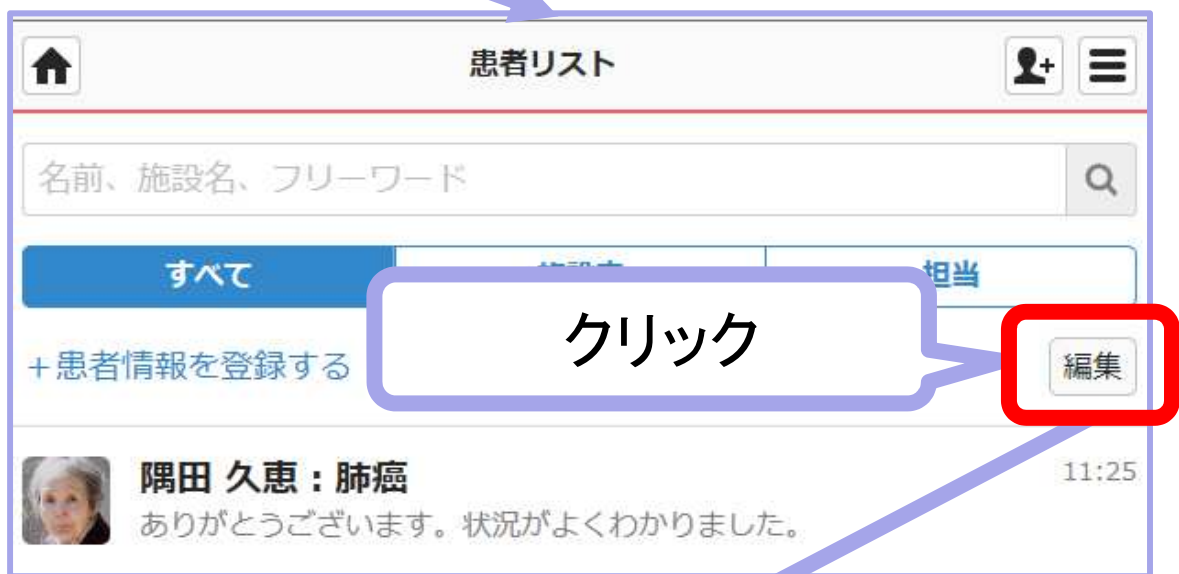 患者リスト
名前、施設名、フリーワード
すべて
担当
クリック
+患者情報を登録する
編集
隅田 久恵：肺癌
11:25
ありがとうございます。状況がよくわかりました。